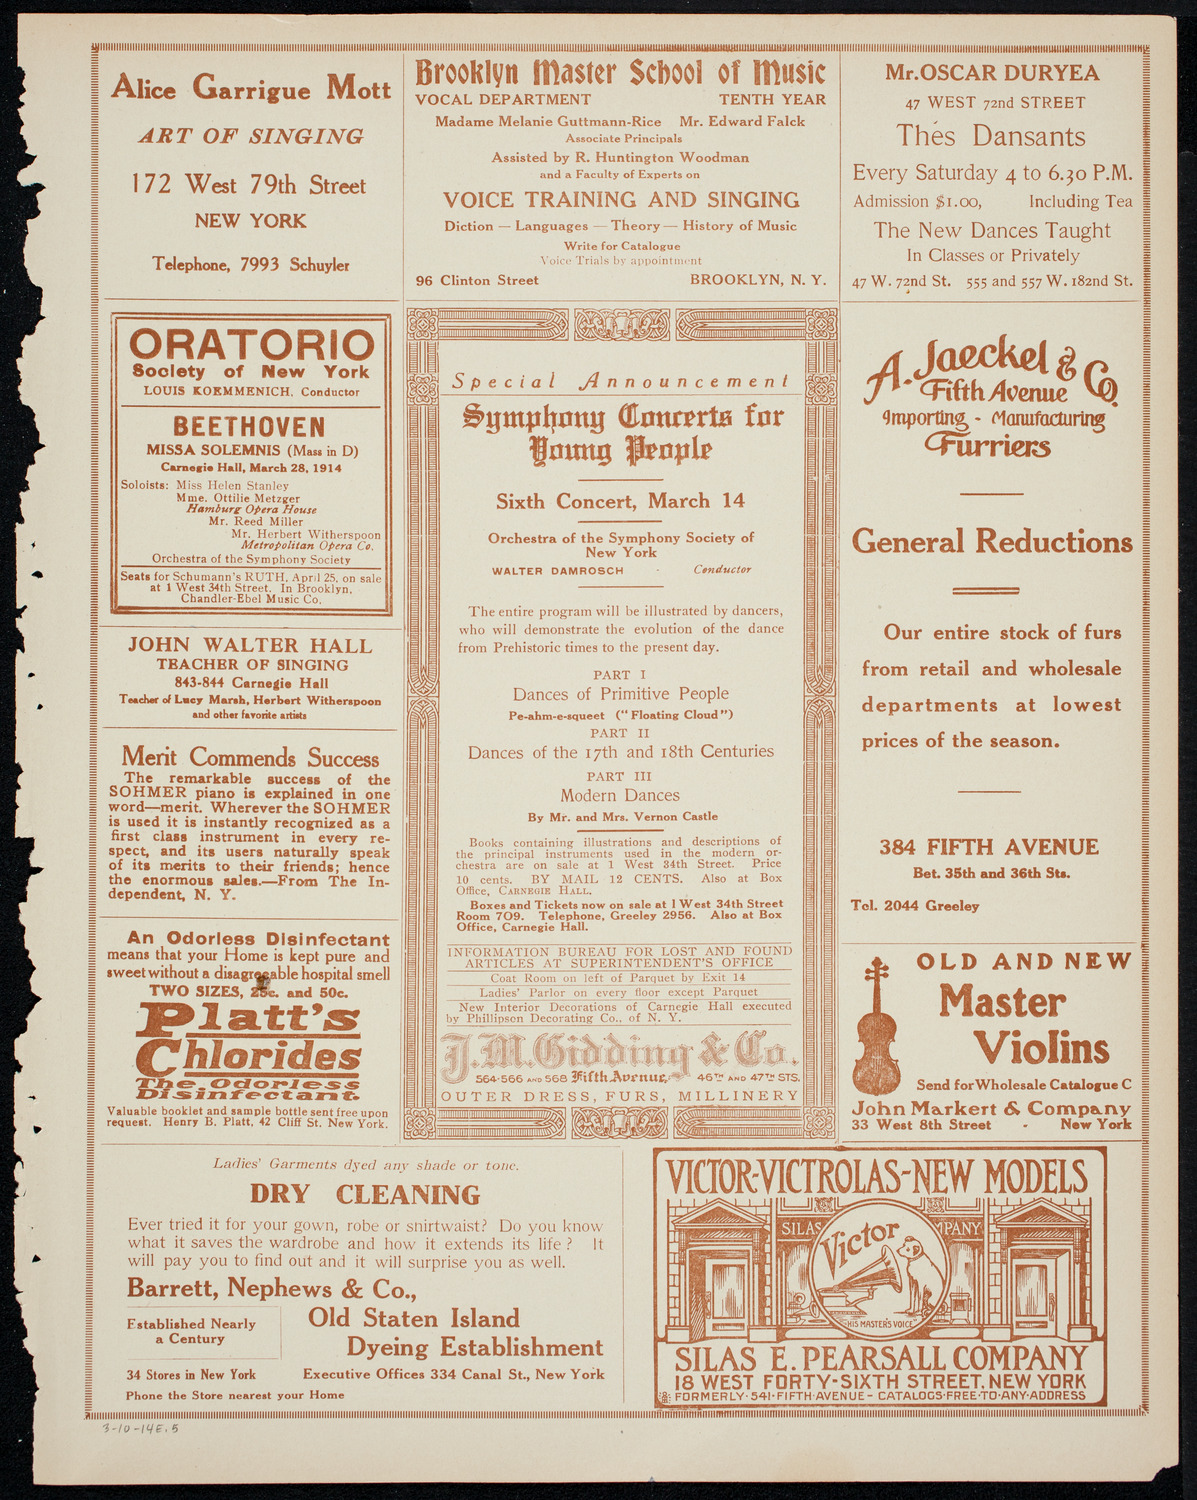 Alice Garrigue Mott
ART OF SINGING
172 West 79th Street
NEW YORK
Telephone, 7993 Schuyler
Brooklyn Master School of Music
VOCAL DEPARTMENT TENTH YEAR
Madame Melanie Guttmann-Rice Mr. Edward Falck
Associate Principals
Assisted by R. Huntington Woodman
and a Faculty of Experts on
VOICE TRAINING AND SINGING
Diction — Languages — Theory — History of Music
Write for Catalogue
Voice Trials by appointment
96 Clinton Street BROOKLYN, N. Y.
Mr. OSCAR DURYEA
47 WEST 72nd STREET
Thés Dansants
Every Saturday 4 to 6.30 P.M.
Admission $1.00, Including Tea
The New Dances Taught
In Classes or Privately
47 W. 72nd St. 555 and 557 W. 182nd St.
ORATORIO
Society of New York
LOUIS KOEMMENICH, Conductor
BEETHOVEN
MISSA SOLEMNIS (Mass in D)
Carnegie Hall, March 28, 1914
Soloists: Miss Helen Stanley
Mme. Ottilie Metzger
Hamburg Opera House
Mr. Reed Miller
Mr. Herbert Witherspoon
Metropolitan Opera Co.
Orchestra of the Symphony Society
Seats for Schumann's RUTH, April 25, on sale
at 1 West 34th Street. In Brooklyn,
Chandler-Ebel Music Co.
JOHN WALTER HALL
TEACHER OF SINGING
843-844 Carnegie Hall
Teacher of Lucy Marsh, Herbert Witherspoon
and other favorite artists
Merit Commends Success
The remarkable success of the
SOHMER piano is explained in one
word—merit. Wherever the SOHMER
is used it is instantly recognized as a
first class instrument in every re-
spect, and its users naturally speak
of its merits to their friends; hence
the enormous sales.—From The In-
dependent, N. Y.
An Odorless Disinfectant
means that your Home is kept pure and
sweet without a disagreeable hospital smell
TWO SIZES, 25c. and 50c.
Platt's
Chlorides
The Odorless
Disinfectant.
Valuable booklet and sample bottle sent free upon
request. Henry B. Platt, 42 Cliff St. New York.
Special Announcement
Symphony Concerts for
Young People
Sixth Concert, March 14
Orchestra of the Symphony Society of
New York
WALTER DAMROSCH - Conductor
The entire program will be illustrated by dancers,
who will demonstrate the evolution of the dance
from Prehistoric times to the present day.
PART I
Dances of Primitive People
Pe-ahm-e-squeet ("Floating Cloud")
PART II
Dances of the 17th and 18th Centuries
PART III
Modern Dances
By Mr. and Mrs. Vernon Castle
Books containing illustrations and descriptions of
the principal instruments used in the modern or-
chestra are on sale at 1 West 34th Street. Price
10 cents. BY MAIL 12 CENTS. Also at Box
Office, CARNEGIE HALL.
Boxes and Tickets now on sale at 1 West 34th Street
Room 709. Telephone, Greeley 2956. Also at Box
Office, Carnegie Hall.
INFORMATION BUREAU FOR LOST AND FOUND
ARTICLES AT SUPERINTENDENT'S OFFICE
Coat Room on left of Parquet by Exit 14
Ladies' Parlor on every floor except Parquet
New Interior Decorations of Carnegie Hall executed
by Phillipson Decorating Co., of N. Y.
J. M. Gidding & Co.
564-566 AND 568 Fifth Avenue, 46TH AND 47TH STS.
OUTER DRESS, FURS, MILLINERY
A. Jaeckel & Co.
Fifth Avenue
Importing - Manufacturing
Furriers
General Reductions
Our entire stock of furs
from retail and wholesale
departments at lowest
prices of the season.
384 FIFTH AVENUE
Bet. 35th and 36th Sts.
Tel. 2044 Greeley
OLD AND NEW
Master
Violins
Send for Wholesale Catalogue C
John Markert & Company
33 West 8th Street - New York
Ladies' Garments dyed any shade or tone.
DRY CLEANING
Ever tried it for your gown, robe or shirtwaist? Do you know
what it saves the wardrobe and how it extends its life? It
will pay you to find out and it will surprise you as well.
Barrett, Nephews & Co.,
Established Nearly
a Century
Old Staten Island
Dyeing Establishment
34 Stores in New York Executive Offices 334 Canal St., New York
Phone the Store nearest your Home
VICTOR-VICTROLAS-NEW MODELS
SILAS PANY
Victor
"HIS MASTER'S VOICE"
SILAS E. PEARSALL COMPANY
18 WEST FORTY-SIXTH STREET, NEW YORK
FORMERLY·541·FIFTH·AVENUE- CATALOGS·FREE·TO·ANY·ADDRESS
3-10-14E.5